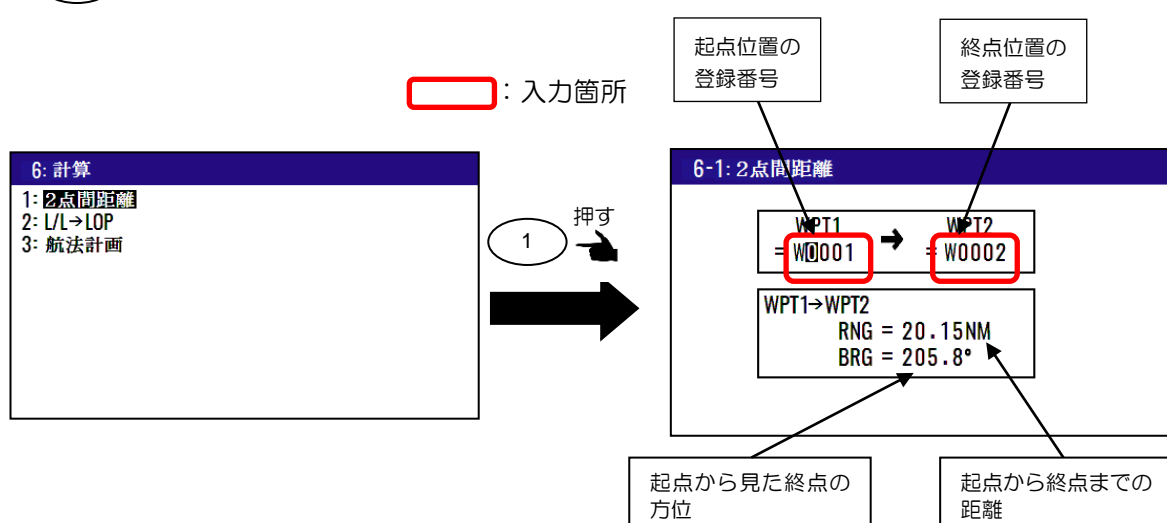 起点位置の
登録番号
終点位置の
登録番号
：入力箇所
6: 計算
1: 2点間距離
2: L/L→LOP
3: 航法計画
1
押す
6-1: 2点間距離
WPT1 → WPT2
= W0001 = W0002
WPT1→WPT2
RNG = 20.15NM
BRG = 205.8°
起点から見た終点の
方位
起点から終点までの
距離